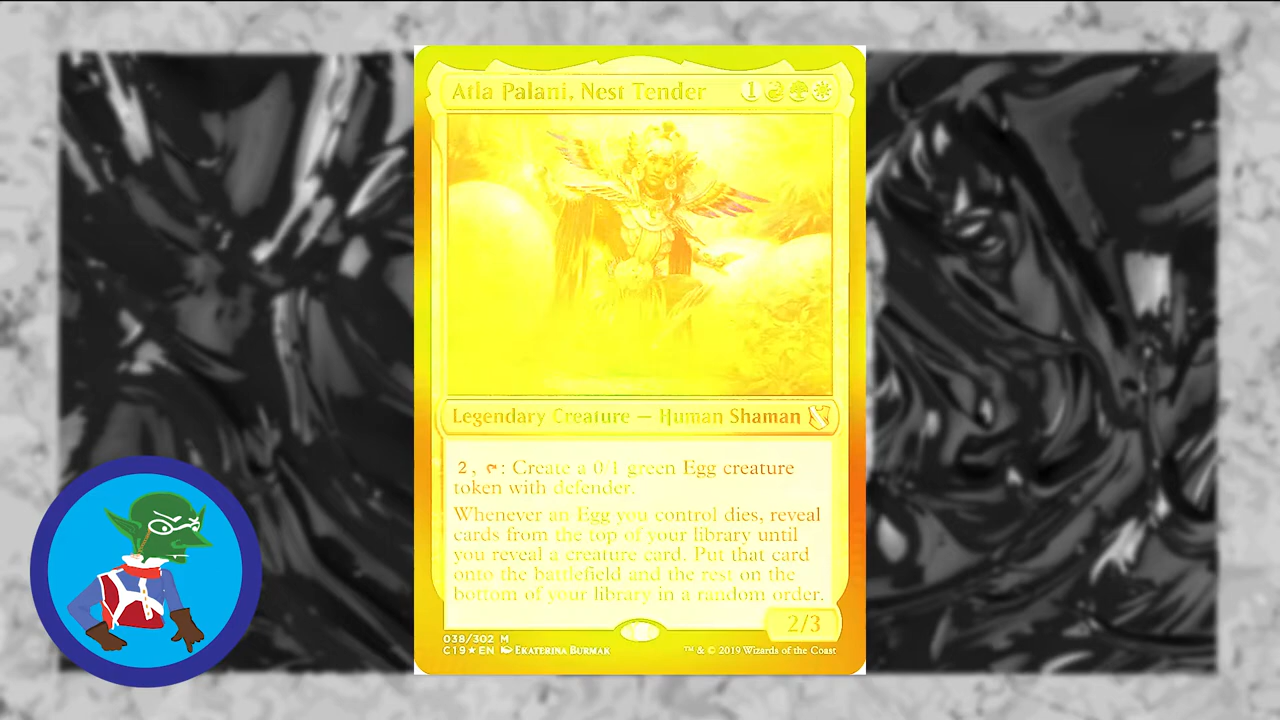 Atla Palani, Nest Tender 1
Legendary Creature — Human Shaman
2, : Create a 0/1 green Egg creature
token with defender.
Whenever an Egg you control dies, reveal
cards from the top of your library until
you reveal a creature card. Put that card
onto the battlefield and the rest on the
bottom of your library in a random order.
2/3
038/302 M
C19★EN Ekaterina Burmak
™ & © 2019 Wizards of the Coast